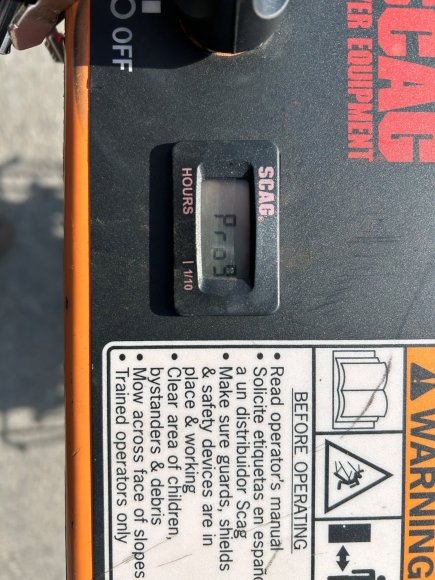 OFF
SCAG
ER EQUIPMENT
SCAG.
Prog
HOURS 1/10
WARNING
BEFORE OPERATING
• Read operator's manual
• Solicite etiquetas en españ
a un distribuidor Scag
• Make sure guards, shields
& safety devices are in
place & working
• Clear area of children,
bystanders & debris
• Mow across face of slopes
• Trained operators only